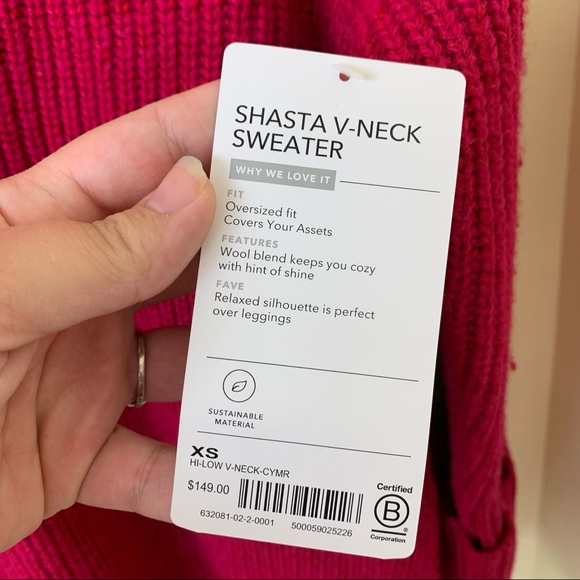 SHASTA V-NECK
SWEATER
WHY WE LOVE IT
FIT
Oversized fit
Covers Your Assets
FEATURES
Wool blend keeps you cozy
with hint of shine
FAVE
Relaxed silhouette is perfect
over leggings
SUSTAINABLE
MATERIAL
XS
HI-LOW V-NECK-CYMR
$149.00
632081-02-2-0001 500059025226
Certified
B®
Corporation